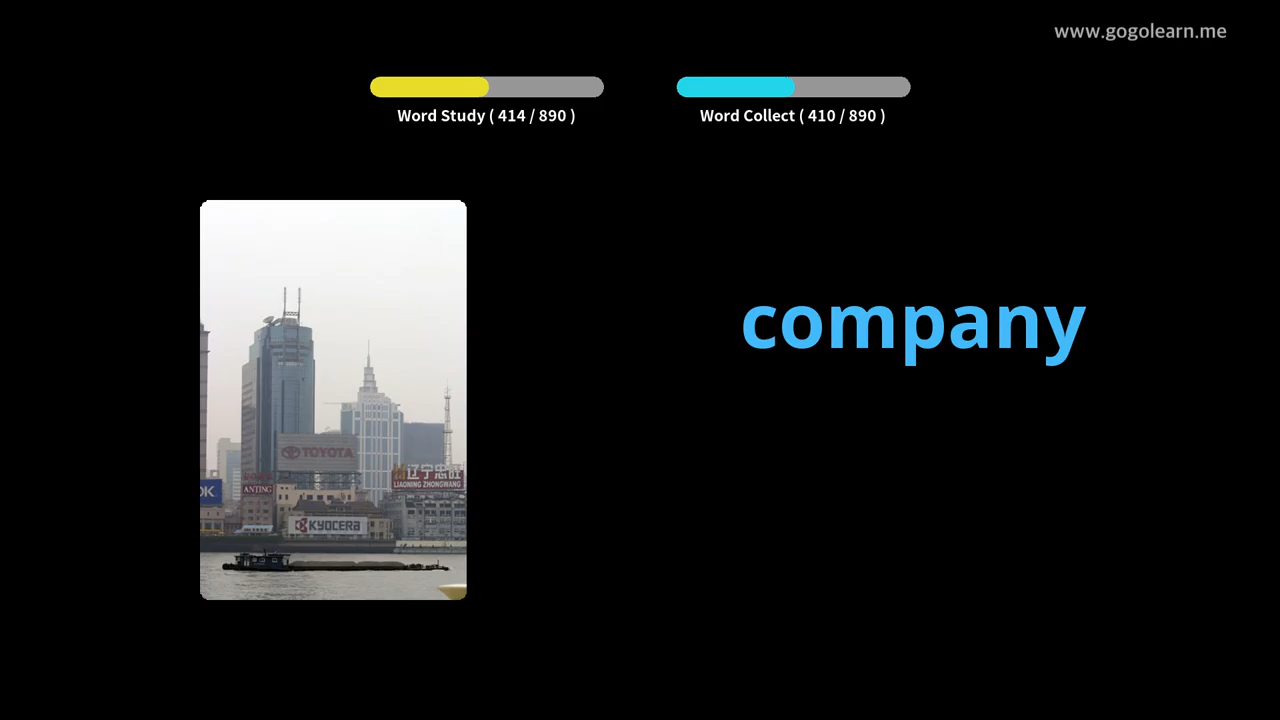 www.gogolearn.me
Word Study ( 414 / 890 )
Word Collect ( 410 / 890 )
company
TOYOTA
辽宁忠旺
LIAONING ZHONGWANG
OK
ANTING
KYOCERA